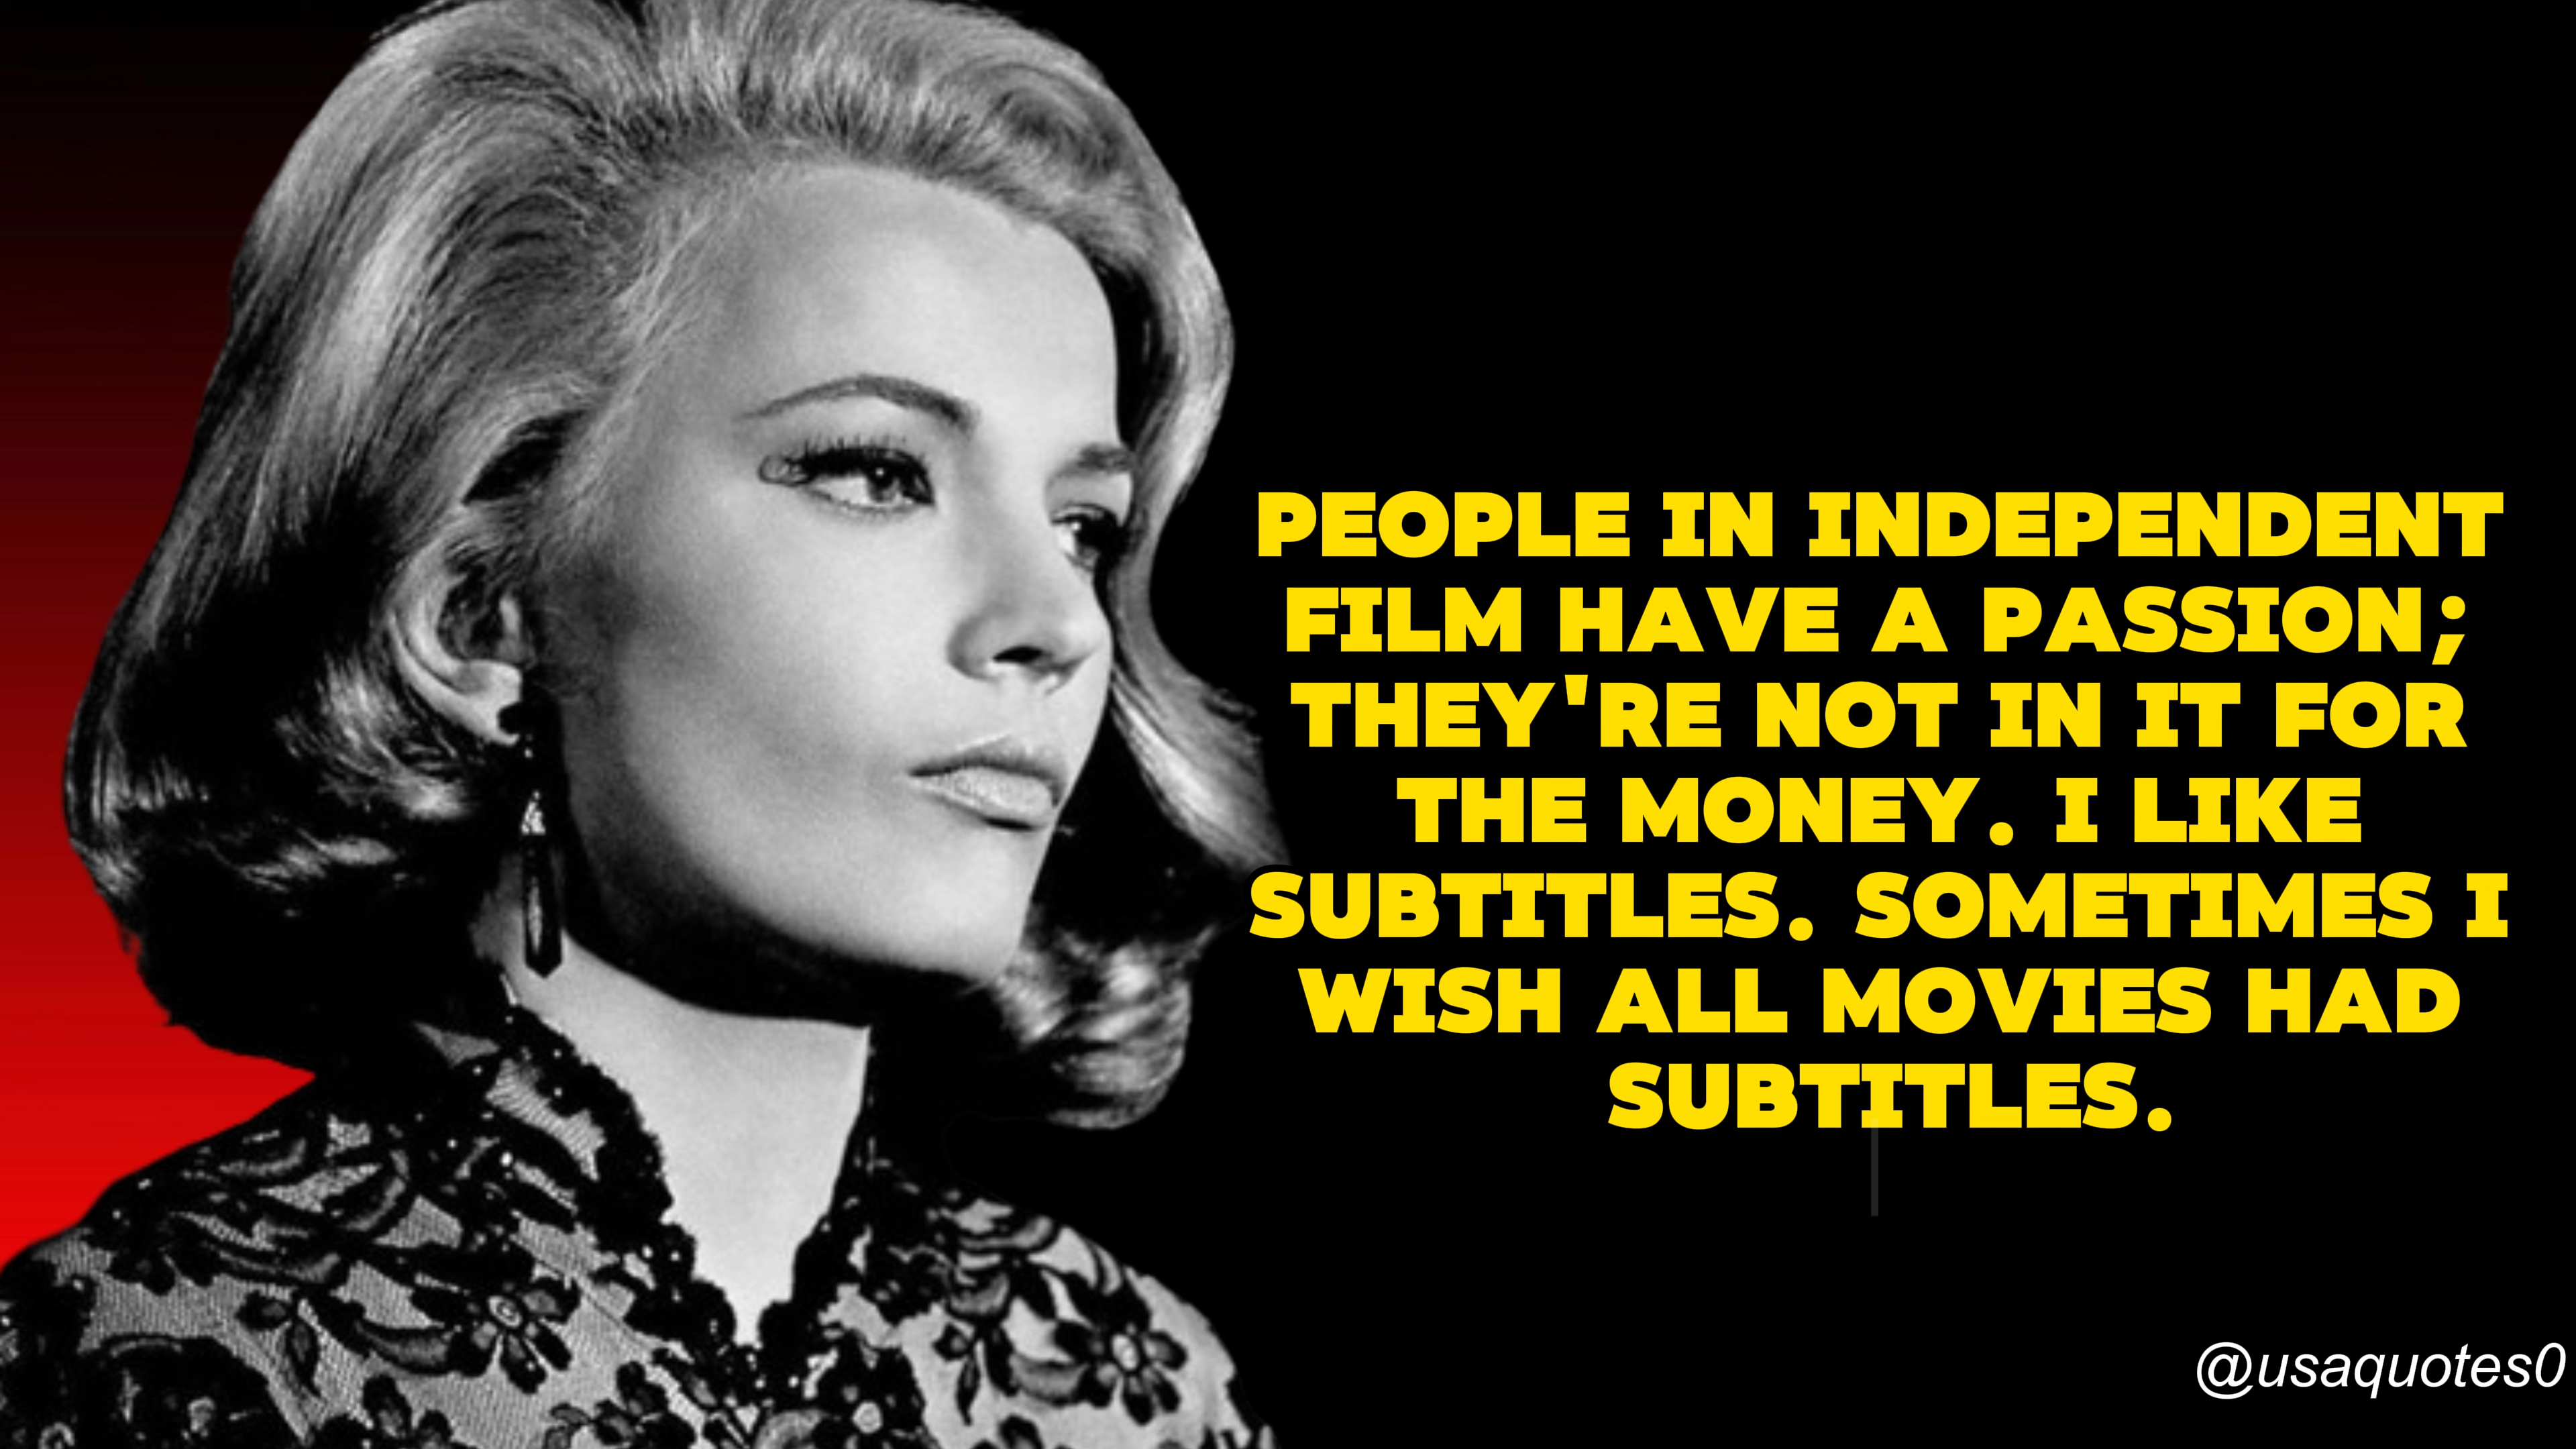 PEOPLE IN INDEPENDENT
FILM HAVE A PASSION;
THEY'RE NOT IN IT FOR
THE MONEY. I LIKE
SUBTITLES. SOMETIMES I
WISH ALL MOVIES HAD
SUBTITLES.
@usaquotes0